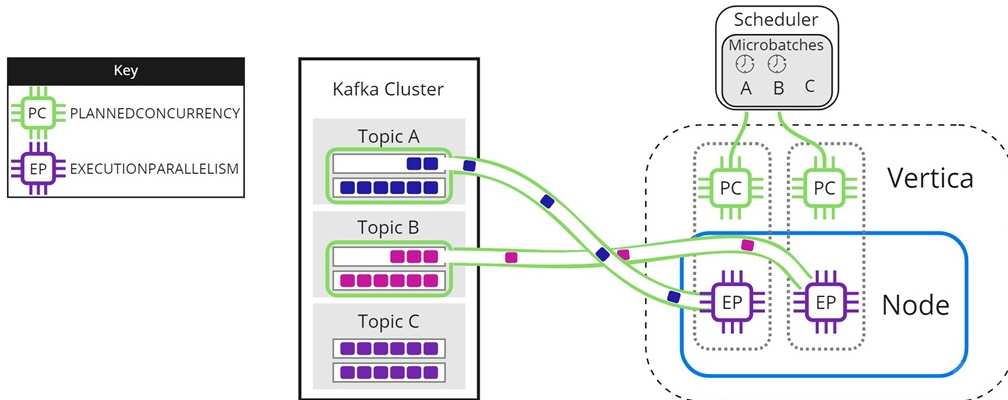 Key
PC PLANNEDCONCURRENCY
EP EXECUTIONPARALLELISM
Kafka Cluster
Topic A
Topic B
Topic C
Scheduler
Microbatches
A B C
PC PC
Vertica
EP EP
Node